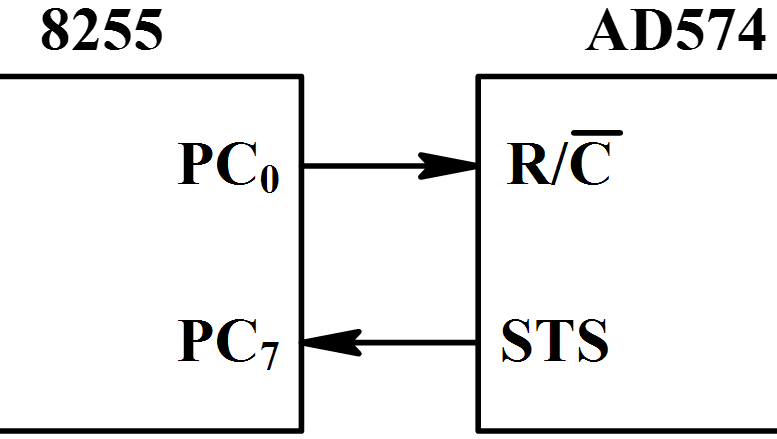 8255 AD574
PC₀ R/C̅
PC₇ STS